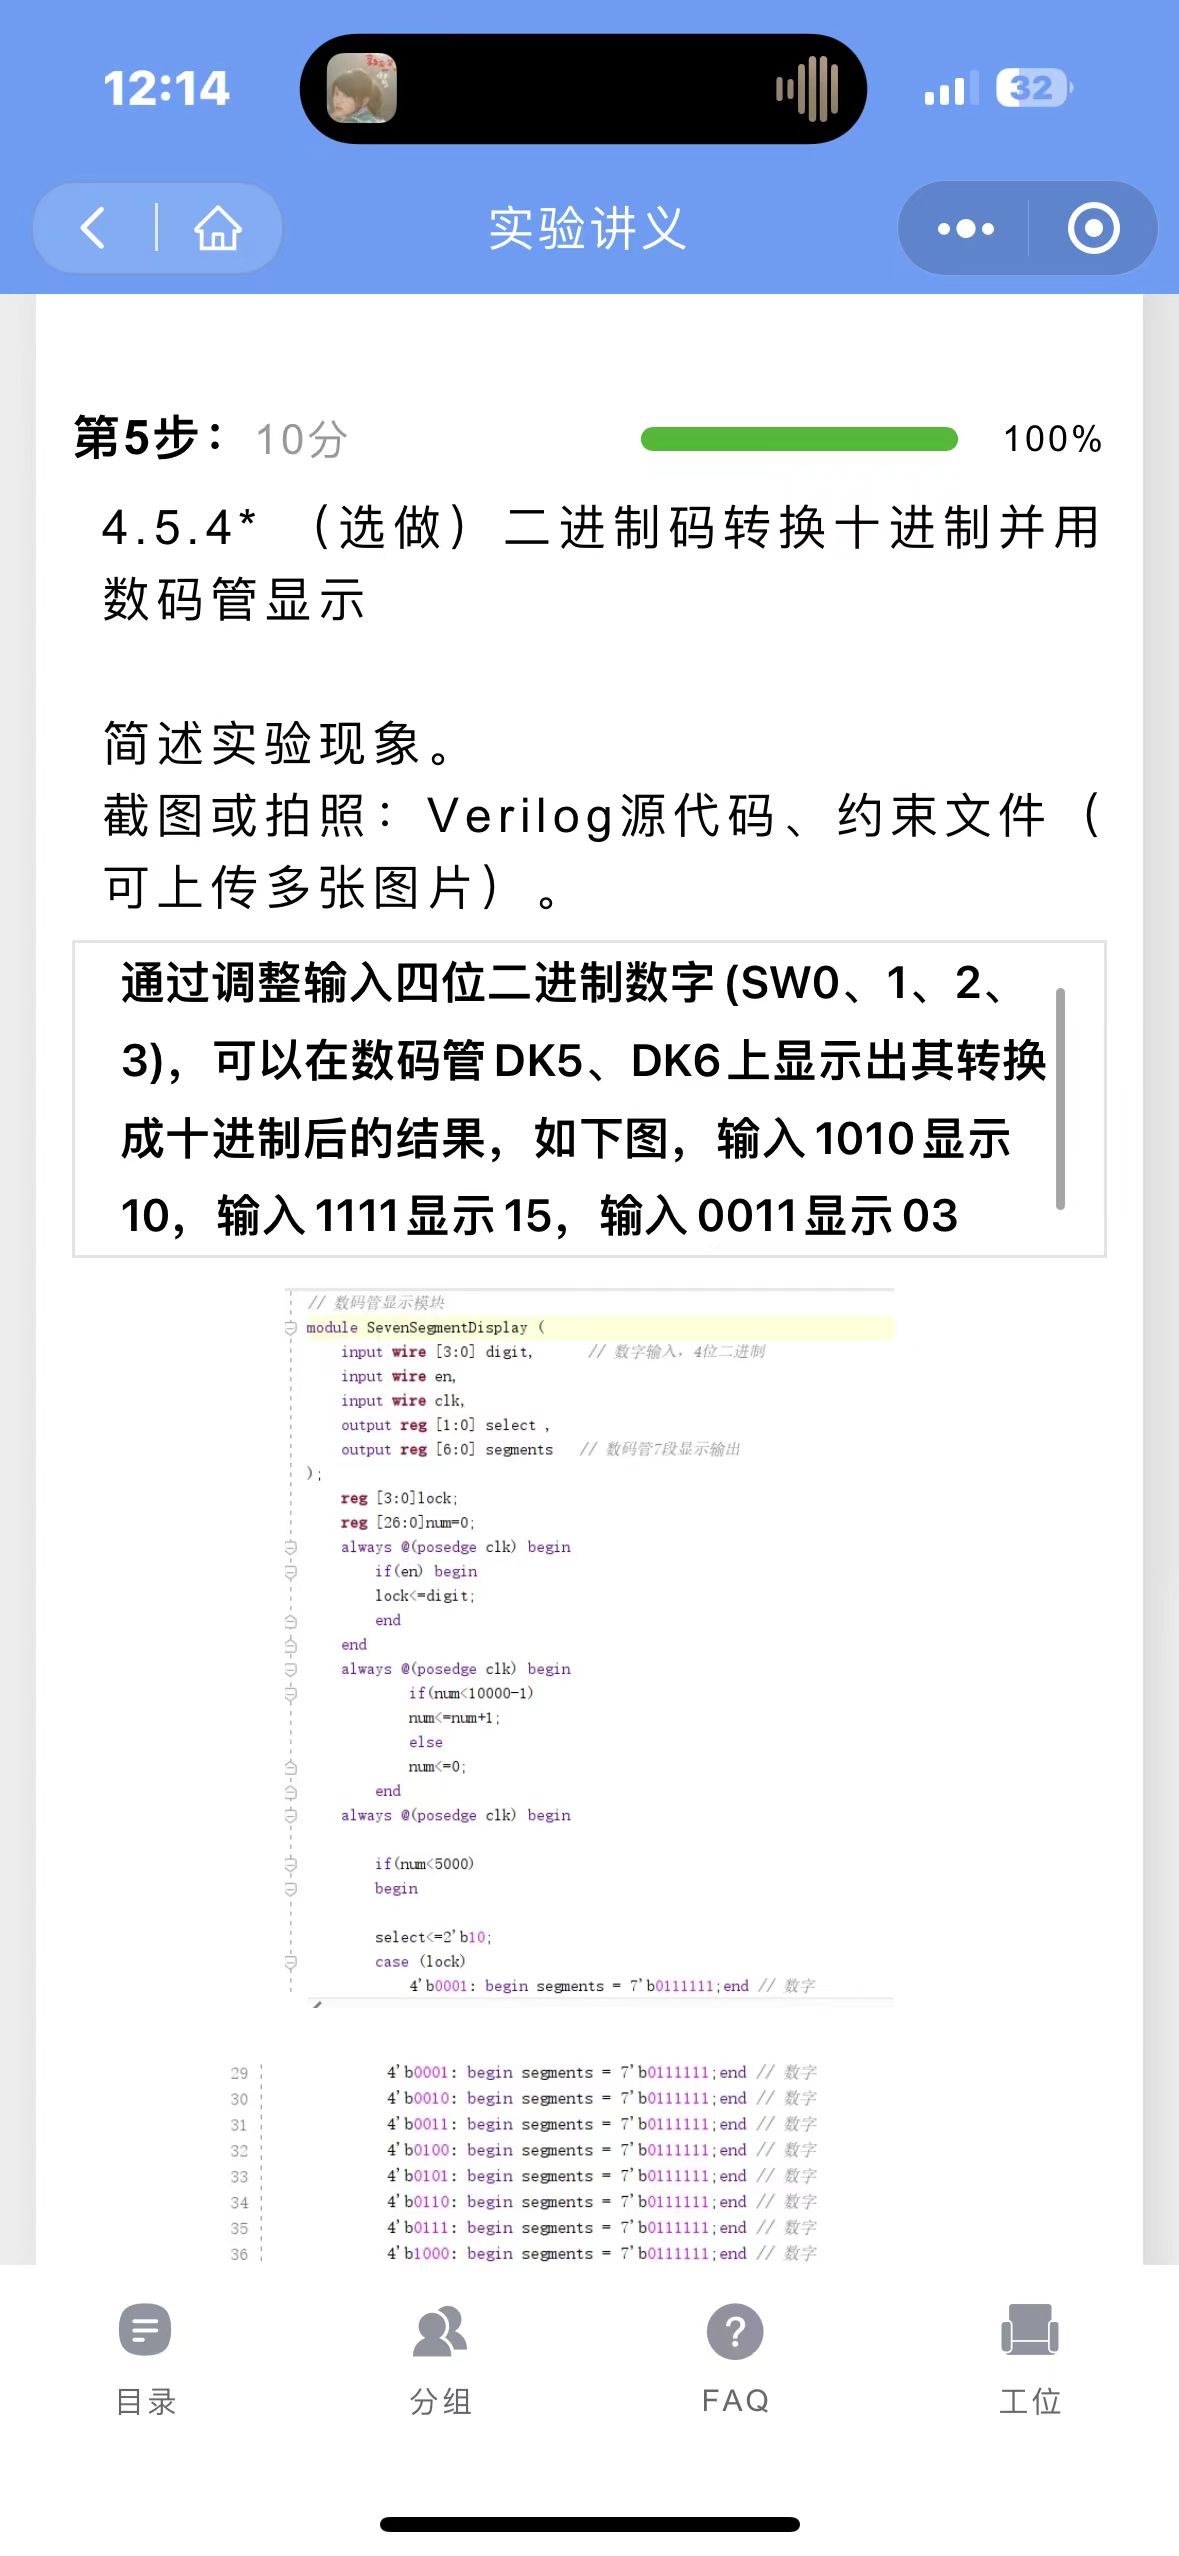 12:14
32
实验讲义
第5步： 10分 100%
4.5.4* （选做）二进制码转换十进制并用
数码管显示
简述实验现象。
截图或拍照：Verilog源代码、约束文件（
可上传多张图片）。
通过调整输入四位二进制数字(SW0、1、2、
3)，可以在数码管DK5、DK6上显示出其转换
成十进制后的结果，如下图，输入1010显示
10，输入1111显示15，输入0011显示03
// 数码管显示模块
module SevenSegmentDisplay (
input wire [3:0] digit, // 数字输入，4位二进制
input wire en,
input wire clk,
output reg [1:0] select ,
output reg [6:0] segments // 数码管7段显示输出
);
reg [3:0]lock;
reg [26:0]num=0;
always @(posedge clk) begin
if(en) begin
lock<=digit;
end
end
always @(posedge clk) begin
if(num<10000-1)
num<=num+1;
else
num<=0;
end
always @(posedge clk) begin
if(num<5000)
begin
select<=2'b10;
case (lock)
4'b0001: begin segments = 7'b0111111;end // 数字
29 4'b0001: begin segments = 7'b0111111;end // 数字
30 4'b0010: begin segments = 7'b0111111;end // 数字
31 4'b0011: begin segments = 7'b0111111;end // 数字
32 4'b0100: begin segments = 7'b0111111;end // 数字
33 4'b0101: begin segments = 7'b0111111;end // 数字
34 4'b0110: begin segments = 7'b0111111;end // 数字
35 4'b0111: begin segments = 7'b0111111;end // 数字
36 4'b1000: begin segments = 7'b0111111;end // 数字
目录 分组 FAQ 工位